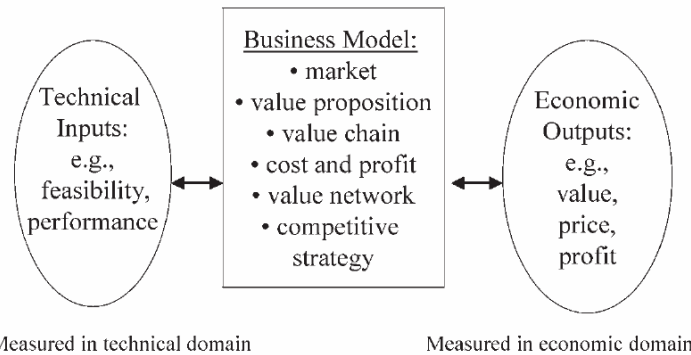 Technical
Inputs:
e.g.,
feasibility,
performance
Business Model:
• market
• value proposition
• value chain
• cost and profit
• value network
• competitive
strategy
Economic
Outputs:
e.g.,
value,
price,
profit
Measured in technical domain
Measured in economic domain